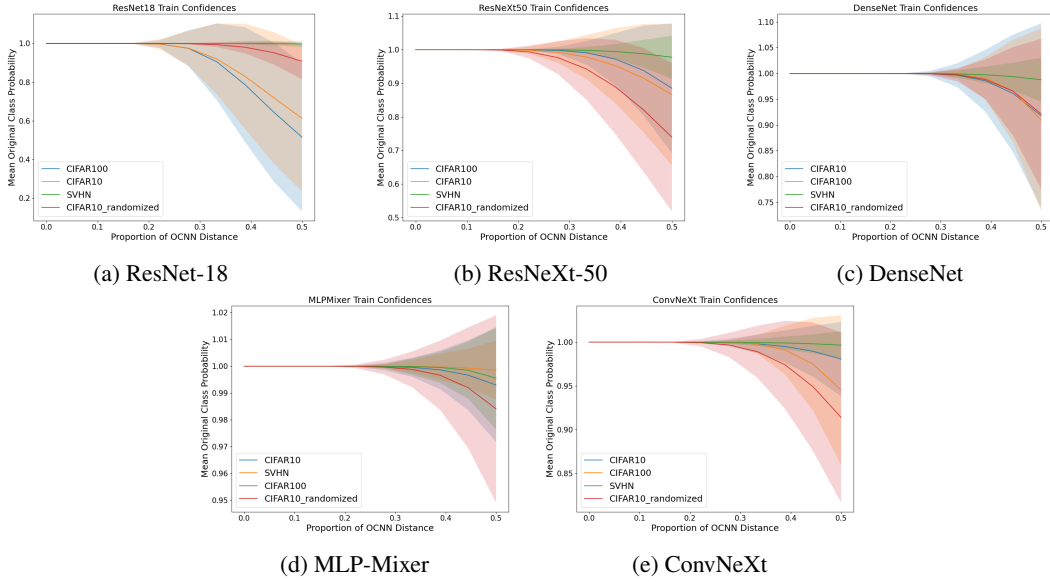 ResNet18 Train Confidences
Mean Original Class Probability
1.0
0.8
0.6
0.4
0.2
CIFAR100
CIFAR10
SVHN
CIFAR10_randomized
0.0 0.1 0.2 0.3 0.4 0.5
Proportion of OCNN Distance
(a) ResNet-18
ResNeXt50 Train Confidences
Mean Original Class Probability
1.1
1.0
0.9
0.8
0.7
0.6
0.5
CIFAR100
CIFAR10
SVHN
CIFAR10_randomized
0.0 0.1 0.2 0.3 0.4 0.5
Proportion of OCNN Distance
(b) ResNeXt-50
DenseNet Train Confidences
Mean Original Class Probability
1.10
1.05
1.00
0.95
0.90
0.85
0.80
0.75
CIFAR10
CIFAR100
SVHN
CIFAR10_randomized
0.0 0.1 0.2 0.3 0.4 0.5
Proportion of OCNN Distance
(c) DenseNet
MLPMixer Train Confidences
Mean Original Class Probability
1.02
1.01
1.00
0.99
0.98
0.97
0.96
0.95
CIFAR10
SVHN
CIFAR100
CIFAR10_randomized
0.0 0.1 0.2 0.3 0.4 0.5
Proportion of OCNN Distance
(d) MLP-Mixer
ConvNeXt Train Confidences
Mean Original Class Probability
1.00
0.95
0.90
0.85
CIFAR10
CIFAR100
SVHN
CIFAR10_randomized
0.0 0.1 0.2 0.3 0.4 0.5
Proportion of OCNN Distance
(e) ConvNeXt